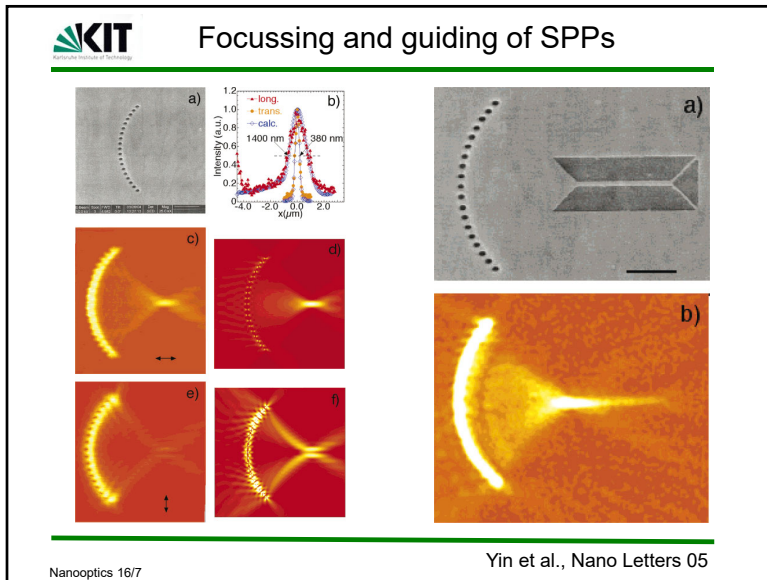 KIT
Karlsruhe Institute of Technology
Focussing and guiding of SPPs
a)
b)
long.
trans.
calc.
1400 nm
380 nm
Intensity (a.u.)
1.2
1.0
0.8
0.6
0.4
0.2
0
-4.0 -2.0 0.0 2.0
x(μm)
c)
d)
e)
f)
a)
b)
Yin et al., Nano Letters 05
Nanooptics 16/7